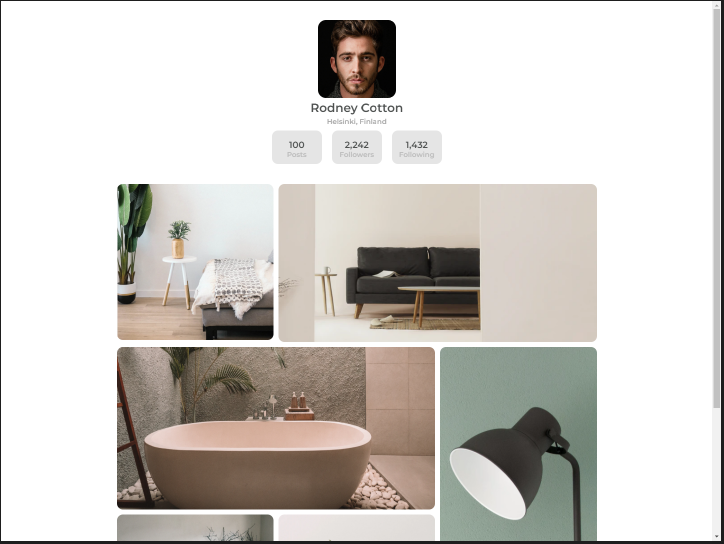 Rodney Cotton
Helsinki, Finland
100
Posts
2,242
Followers
1,432
Following